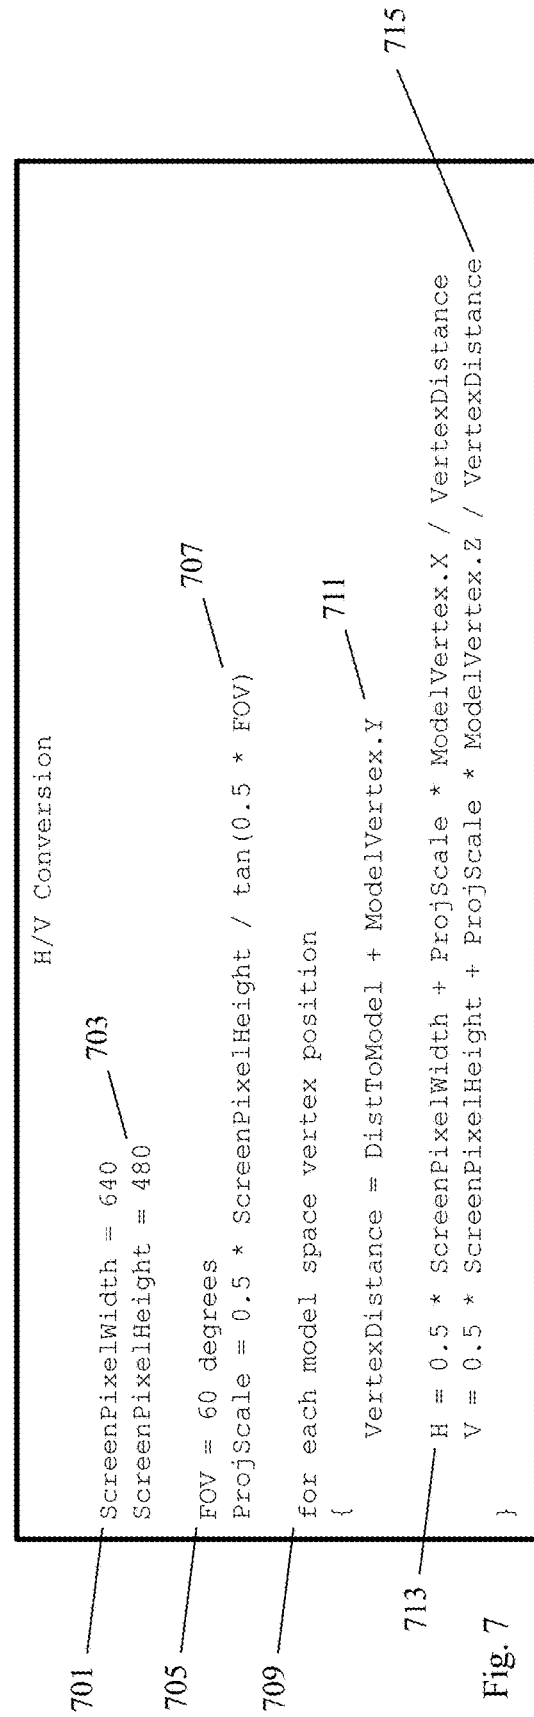 H/V Conversion
701
ScreenPixelWidth = 640
703
ScreenPixelHeight = 480
705
FOV = 60 degrees
707
ProjScale = 0.5 * ScreenPixelHeight / tan(0.5 * FOV)
709
for each model space vertex position
{
711
VertexDistance = DistToModel + ModelVertex.Y
713
H = 0.5 * ScreenPixelWidth + ProjScale * ModelVertex.X / VertexDistance
V = 0.5 * ScreenPixelHeight + ProjScale * ModelVertex.Z / VertexDistance
715
}
Fig. 7